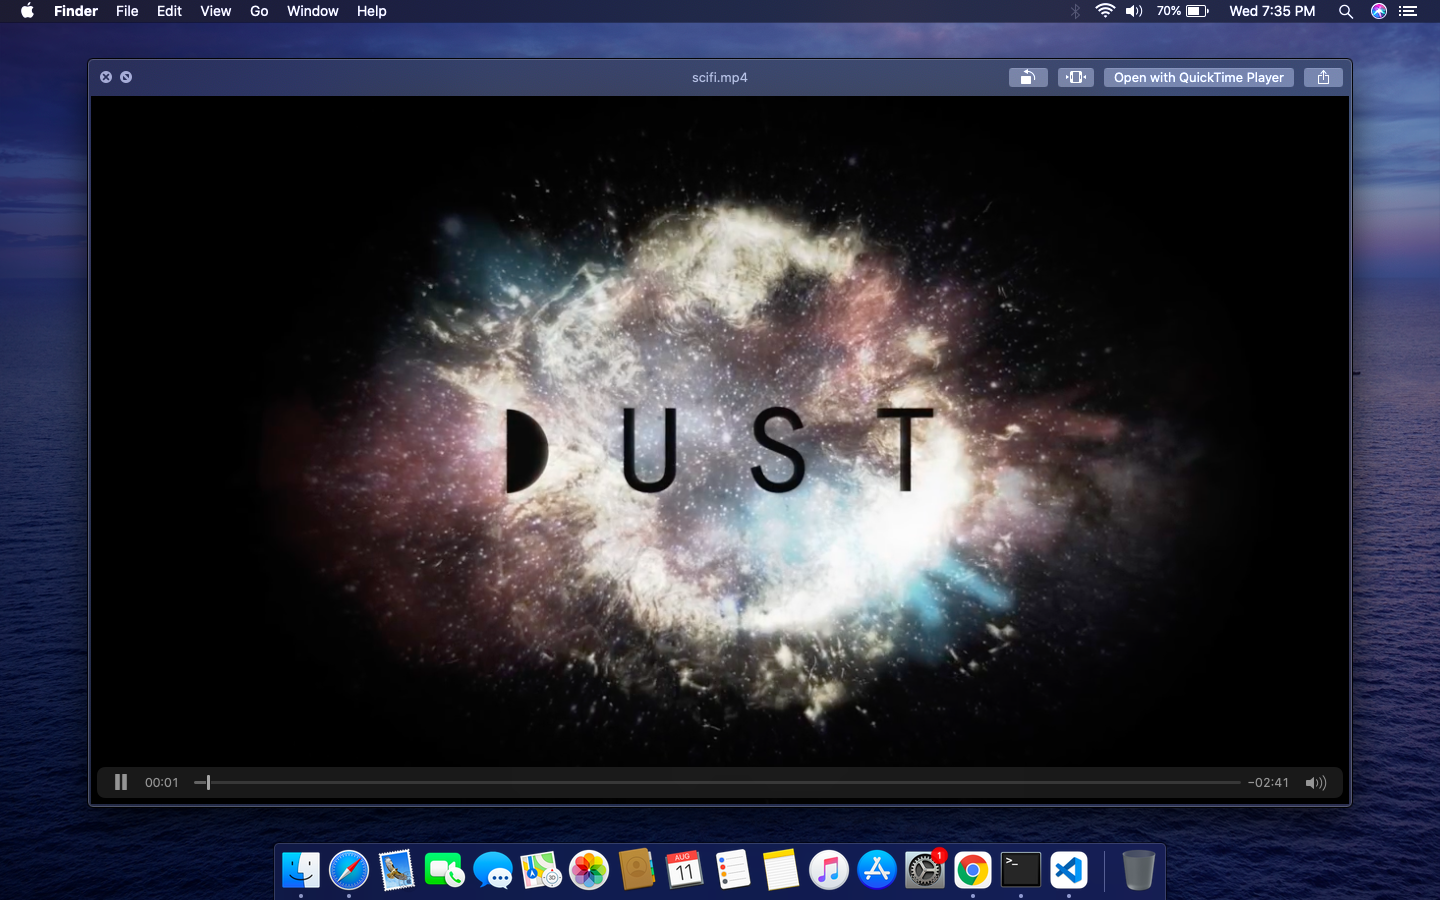 Finder File Edit View Go Window Help 70% Wed 7:35 PM
scifi.mp4 Open with QuickTime Player
DUST
00:01 −02:41
AUG 1 >_
11
3D